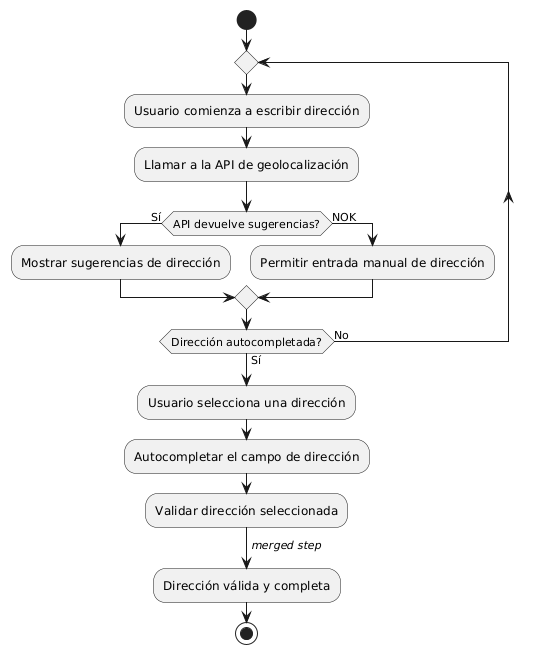 Usuario comienza a escribir dirección
Llamar a la API de geolocalización
Sí
API devuelve sugerencias?
NOK
Mostrar sugerencias de dirección
Permitir entrada manual de dirección
Dirección autocompletada?
No
Sí
Usuario selecciona una dirección
Autocompletar el campo de dirección
Validar dirección seleccionada
merged step
Dirección válida y completa